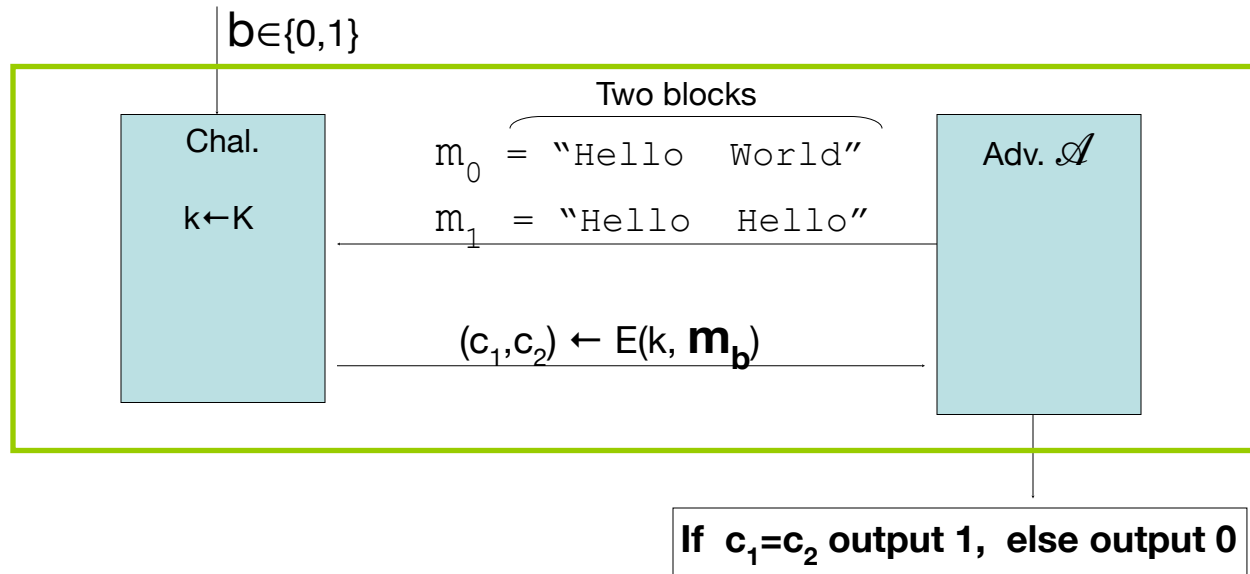 b∈{0,1}
Two blocks
Chal.
k←K
m₀ = “Hello World”
m₁ = “Hello Hello”
Adv. 𝒜
(c₁,c₂) ← E(k, m_b)
If c₁=c₂ output 1, else output 0